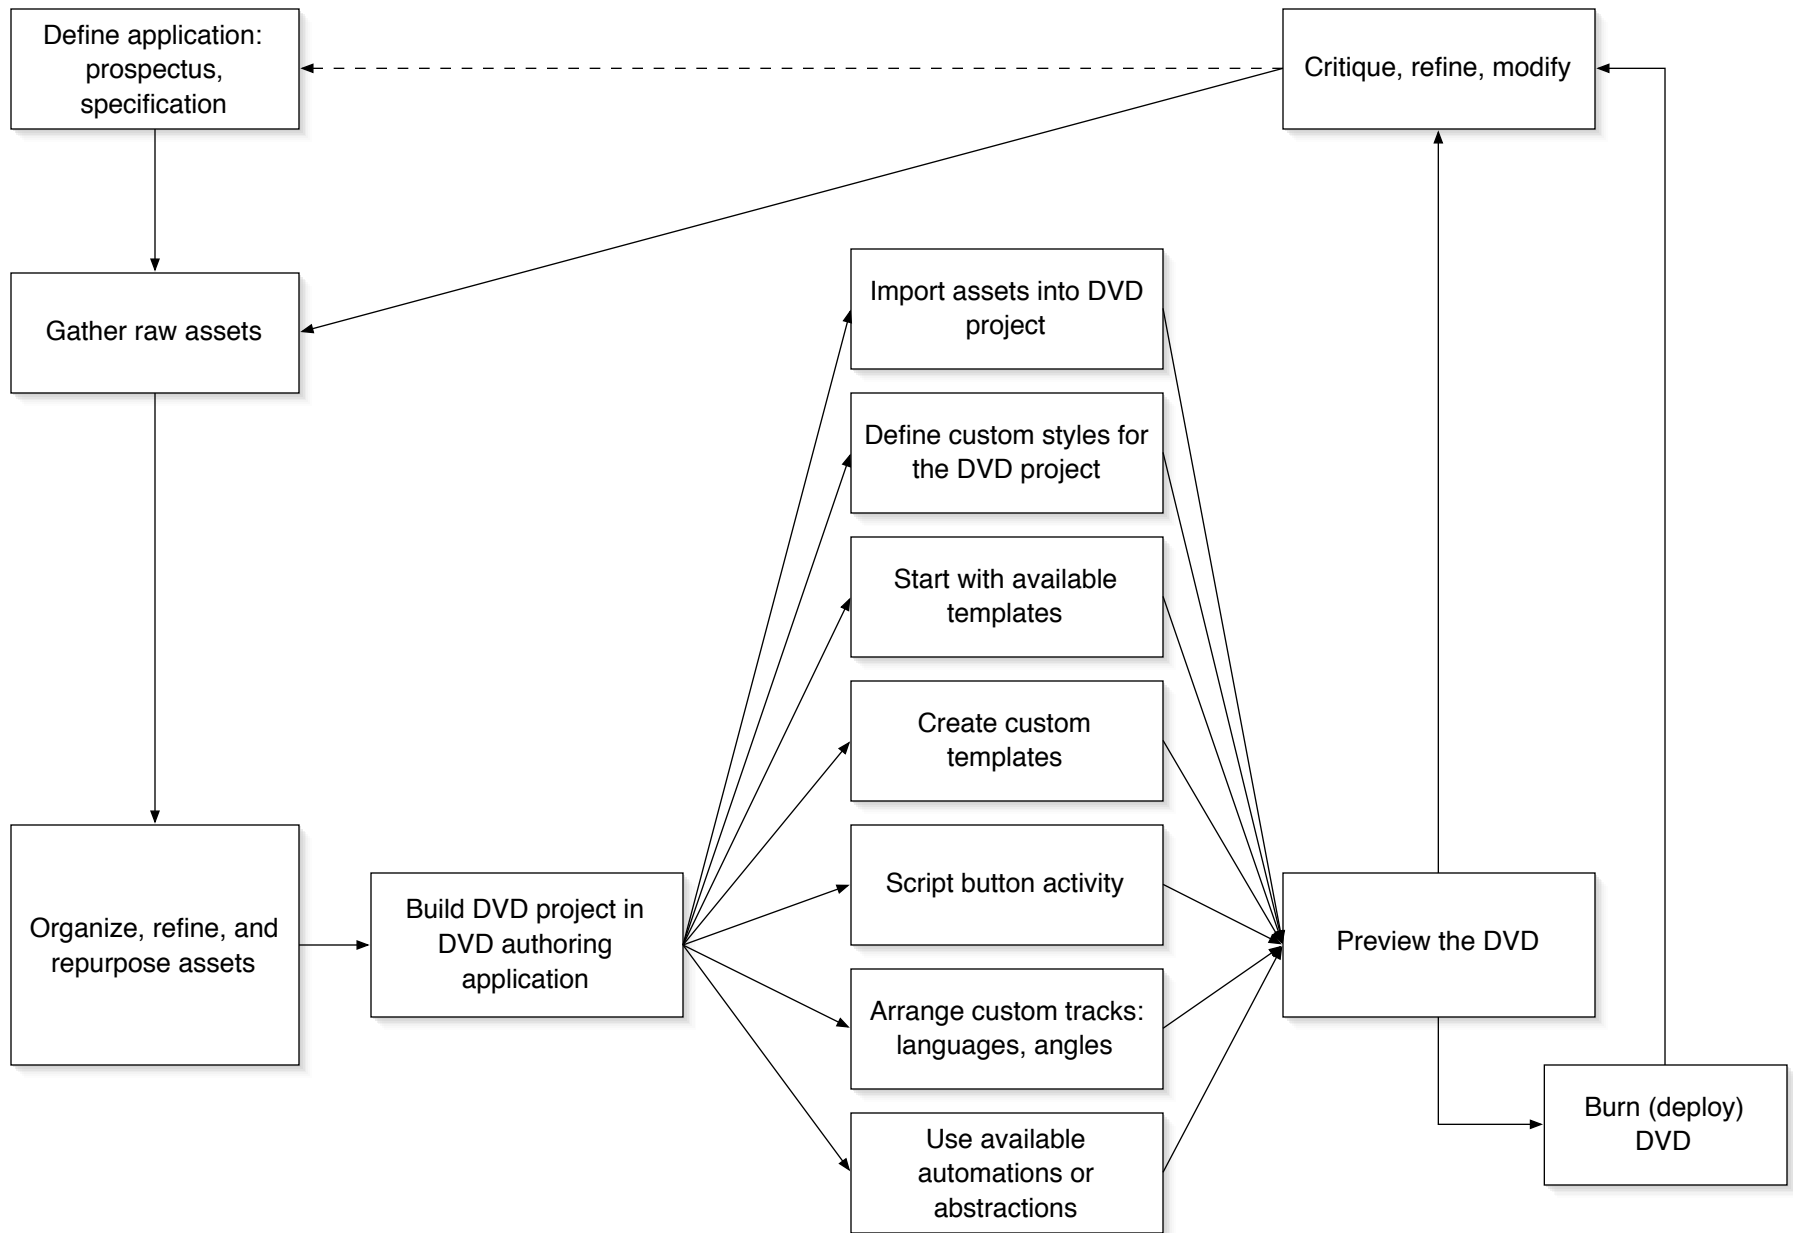 Define application:
prospectus,
specification
Critique, refine, modify
Gather raw assets
Import assets into DVD
project
Define custom styles for
the DVD project
Start with available
templates
Create custom
templates
Script button activity
Organize, refine, and
repurpose assets
Build DVD project in
DVD authoring
application
Preview the DVD
Arrange custom tracks:
languages, angles
Burn (deploy)
DVD
Use available
automations or
abstractions